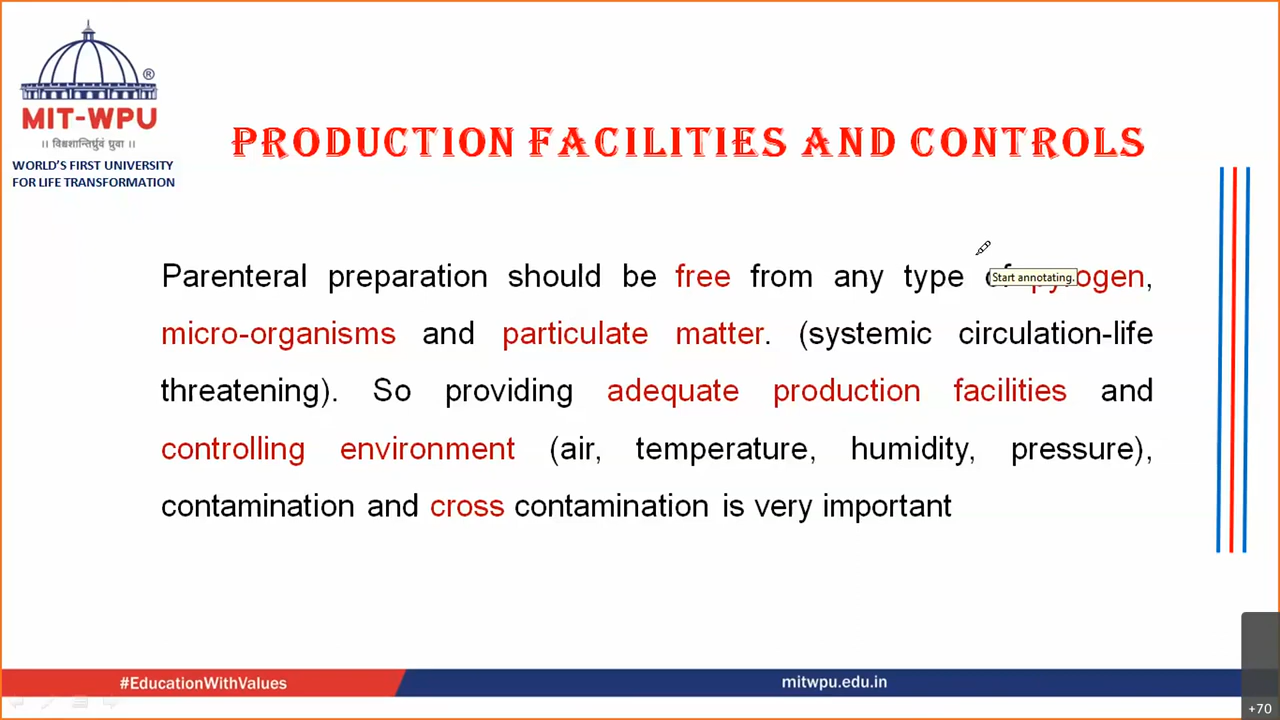 ®
MIT-WPU
।। विश्वशान्तिर्ध्रुवं ध्रुवा ।।
WORLD'S FIRST UNIVERSITY
FOR LIFE TRANSFORMATION
PRODUCTION FACILITIES AND CONTROLS
Parenteral preparation should be free from any type of pyrogen,
Start annotating.
micro-organisms and particulate matter. (systemic circulation-life
threatening). So providing adequate production facilities and
controlling environment (air, temperature, humidity, pressure),
contamination and cross contamination is very important
#EducationWithValues
mitwpu.edu.in
+70